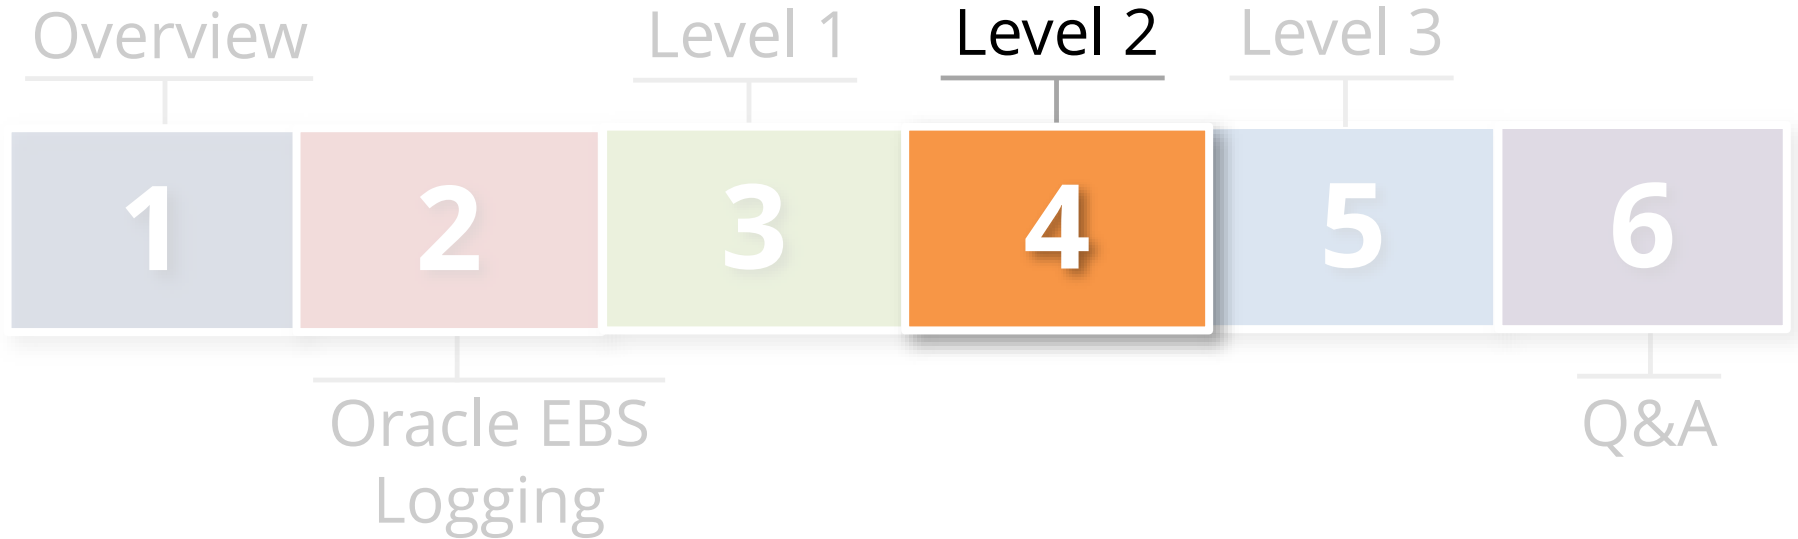 Overview
Level 1
Level 2
Level 3
1
2
3
4
5
6
Oracle EBS
Logging
Q&A